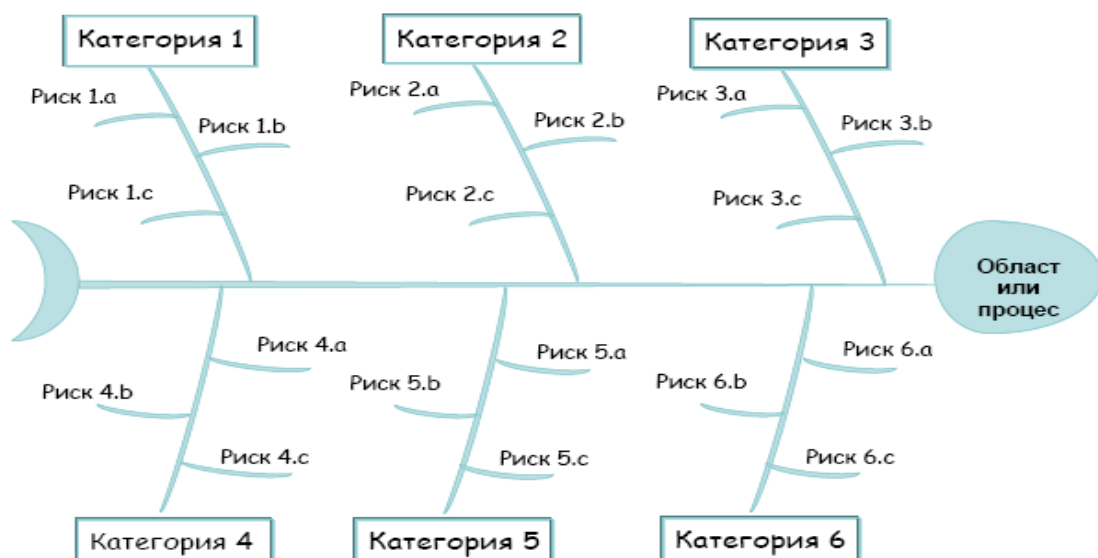 Категория 1
Категория 2
Категория 3
Риск 1.a
Риск 1.b
Риск 1.c
Риск 2.a
Риск 2.b
Риск 2.c
Риск 3.a
Риск 3.b
Риск 3.c
Област
или
процес
Риск 4.a
Риск 4.b
Риск 4.c
Риск 5.a
Риск 5.b
Риск 5.c
Риск 6.a
Риск 6.b
Риск 6.c
Категория 4
Категория 5
Категория 6